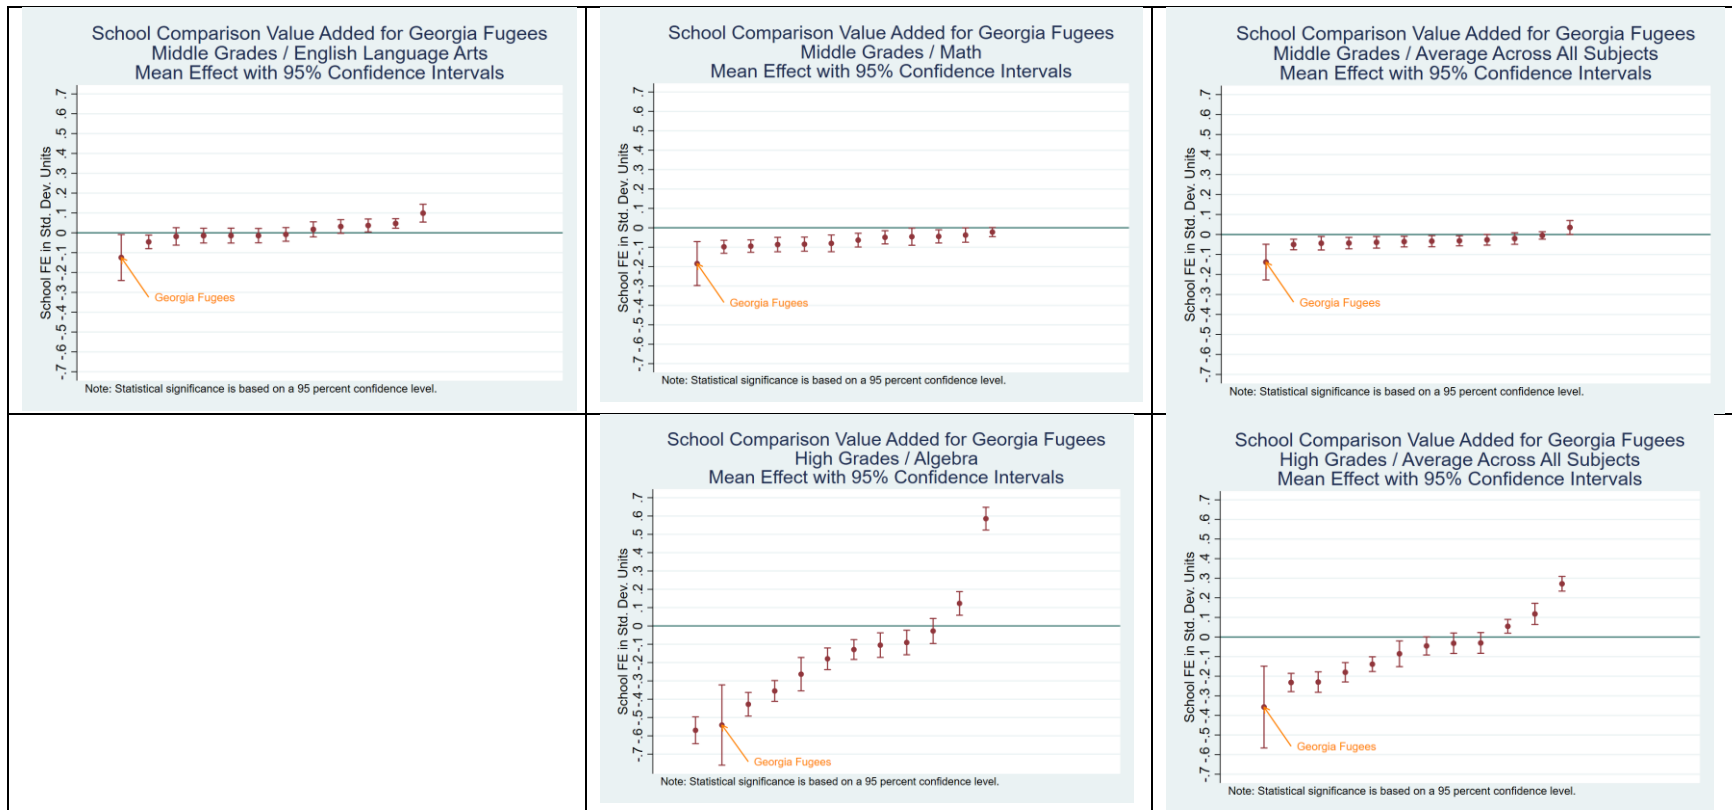 School Comparison Value Added for Georgia Fugees
Middle Grades / English Language Arts
Mean Effect with 95% Confidence Intervals
School FE in Std. Dev. Units
.7
.6
.5
.4
.3
.2
.1
0
-.1
-.2
-.3
-.4
-.5
-.6
-.7
Georgia Fugees
Note: Statistical significance is based on a 95 percent confidence level.
School Comparison Value Added for Georgia Fugees
Middle Grades / Math
Mean Effect with 95% Confidence Intervals
School FE in Std. Dev. Units
.7
.6
.5
.4
.3
.2
.1
0
-.1
-.2
-.3
-.4
-.5
-.6
-.7
Georgia Fugees
Note: Statistical significance is based on a 95 percent confidence level.
School Comparison Value Added for Georgia Fugees
Middle Grades / Average Across All Subjects
Mean Effect with 95% Confidence Intervals
School FE in Std. Dev. Units
.7
.6
.5
.4
.3
.2
.1
0
-.1
-.2
-.3
-.4
-.5
-.6
-.7
Georgia Fugees
Note: Statistical significance is based on a 95 percent confidence level.
School Comparison Value Added for Georgia Fugees
High Grades / Algebra
Mean Effect with 95% Confidence Intervals
School FE in Std. Dev. Units
.7
.6
.5
.4
.3
.2
.1
0
-.1
-.2
-.3
-.4
-.5
-.6
-.7
Georgia Fugees
Note: Statistical significance is based on a 95 percent confidence level.
School Comparison Value Added for Georgia Fugees
High Grades / Average Across All Subjects
Mean Effect with 95% Confidence Intervals
School FE in Std. Dev. Units
.7
.6
.5
.4
.3
.2
.1
0
-.1
-.2
-.3
-.4
-.5
-.6
-.7
Georgia Fugees
Note: Statistical significance is based on a 95 percent confidence level.